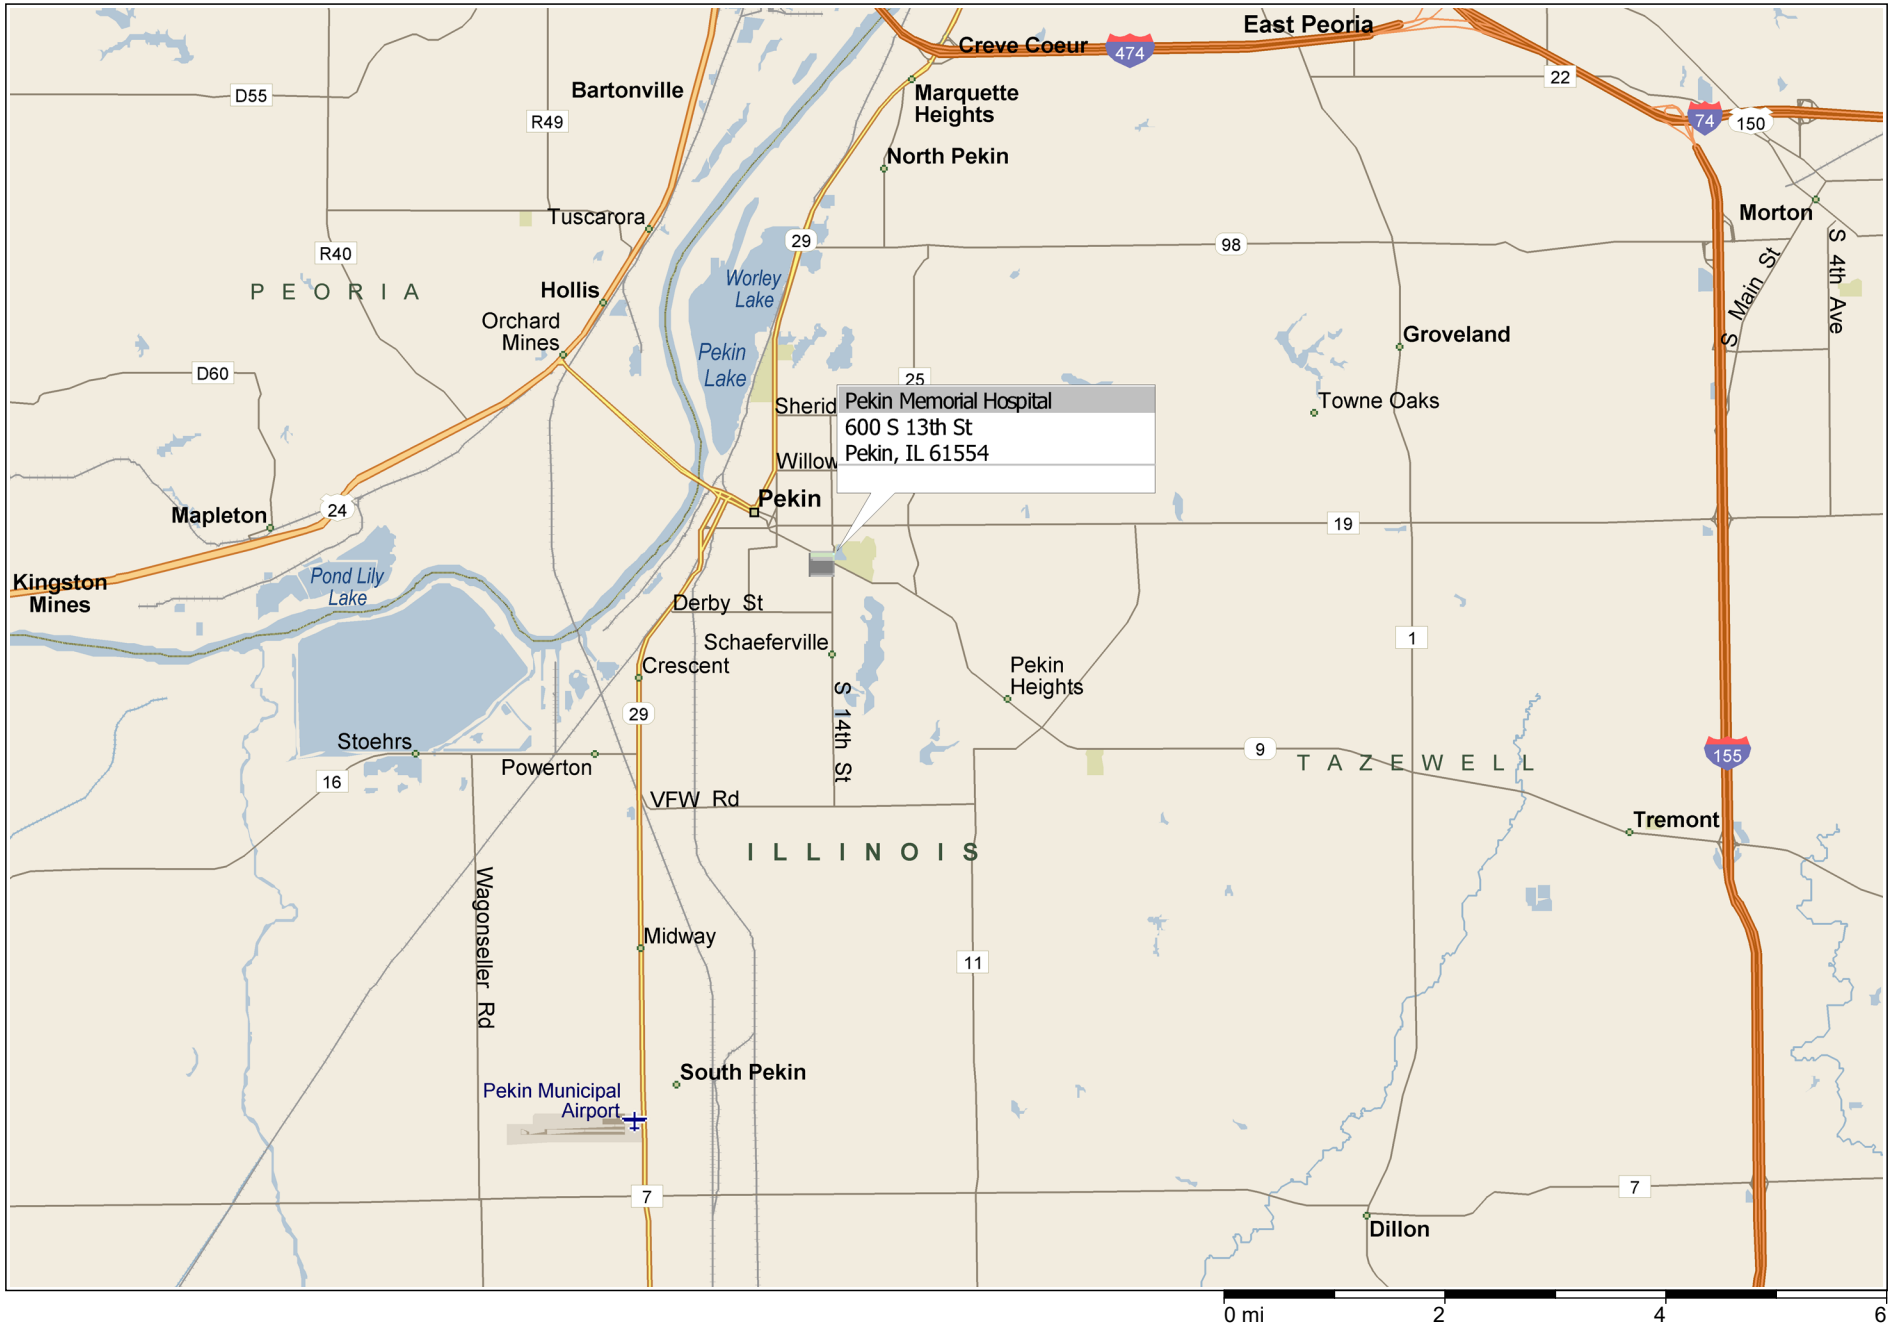 East Peoria
Creve Coeur
474
22
Bartonville
D55
R49
Marquette
Heights
74
150
North Pekin
Tuscarora
Morton
29
98
R40
PEORIA
Hollis
Worley
Lake
S Main St
S 4th Ave
Orchard
Mines
Groveland
Pekin
Lake
D60
25
Sherid
Pekin Memorial Hospital
600 S 13th St
Pekin, IL 61554
Towne Oaks
Willow
Pekin
24
Mapleton
19
Kingston
Mines
Pond Lily
Lake
Derby St
Schaeferville
1
Crescent
Pekin
Heights
S 14th St
29
Stoehrs
Powerton
16
9
TAZEWELL
155
VFW Rd
Tremont
ILLINOIS
Wagonseller Rd
Midway
11
South Pekin
Pekin Municipal
Airport
7
7
Dillon
0 mi 2 4 6